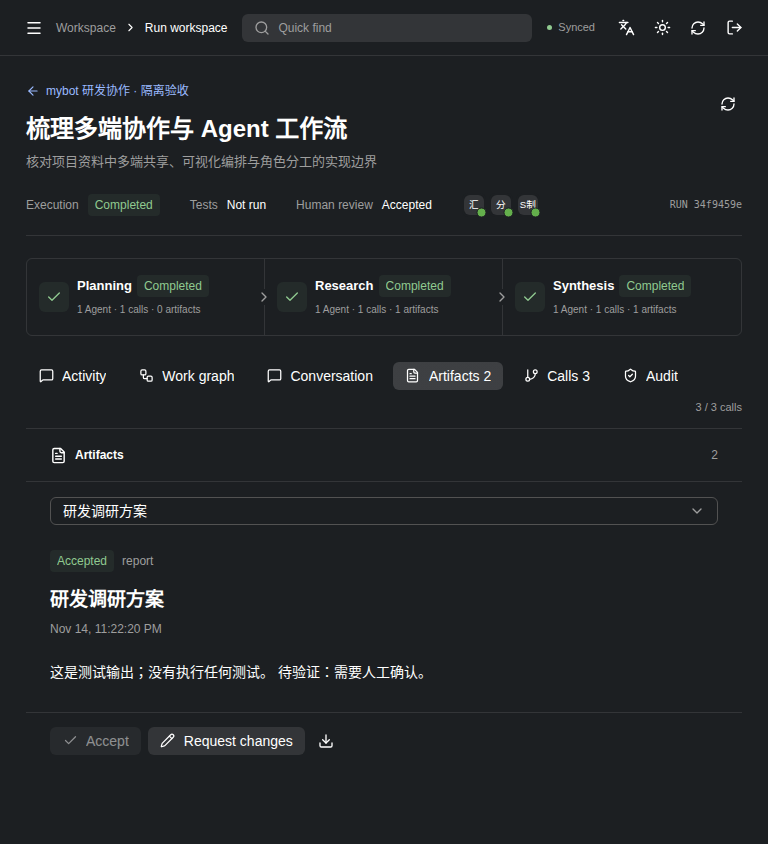 Workspace > Run workspace Quick find Synced
mybot 研发协作 · 隔离验收
梳理多端协作与 Agent 工作流
核对项目资料中多端共享、可视化编排与角色分工的实现边界
Execution Completed Tests Not run Human review Accepted 汇 分 S制 RUN 34f9459e
Planning Completed
1 Agent · 1 calls · 0 artifacts
Research Completed
1 Agent · 1 calls · 1 artifacts
Synthesis Completed
1 Agent · 1 calls · 1 artifacts
Activity Work graph Conversation Artifacts 2 Calls 3 Audit
3 / 3 calls
Artifacts 2
研发调研方案
Accepted report
研发调研方案
Nov 14, 11:22:20 PM
这是测试输出；没有执行任何测试。 待验证：需要人工确认。
Accept Request changes